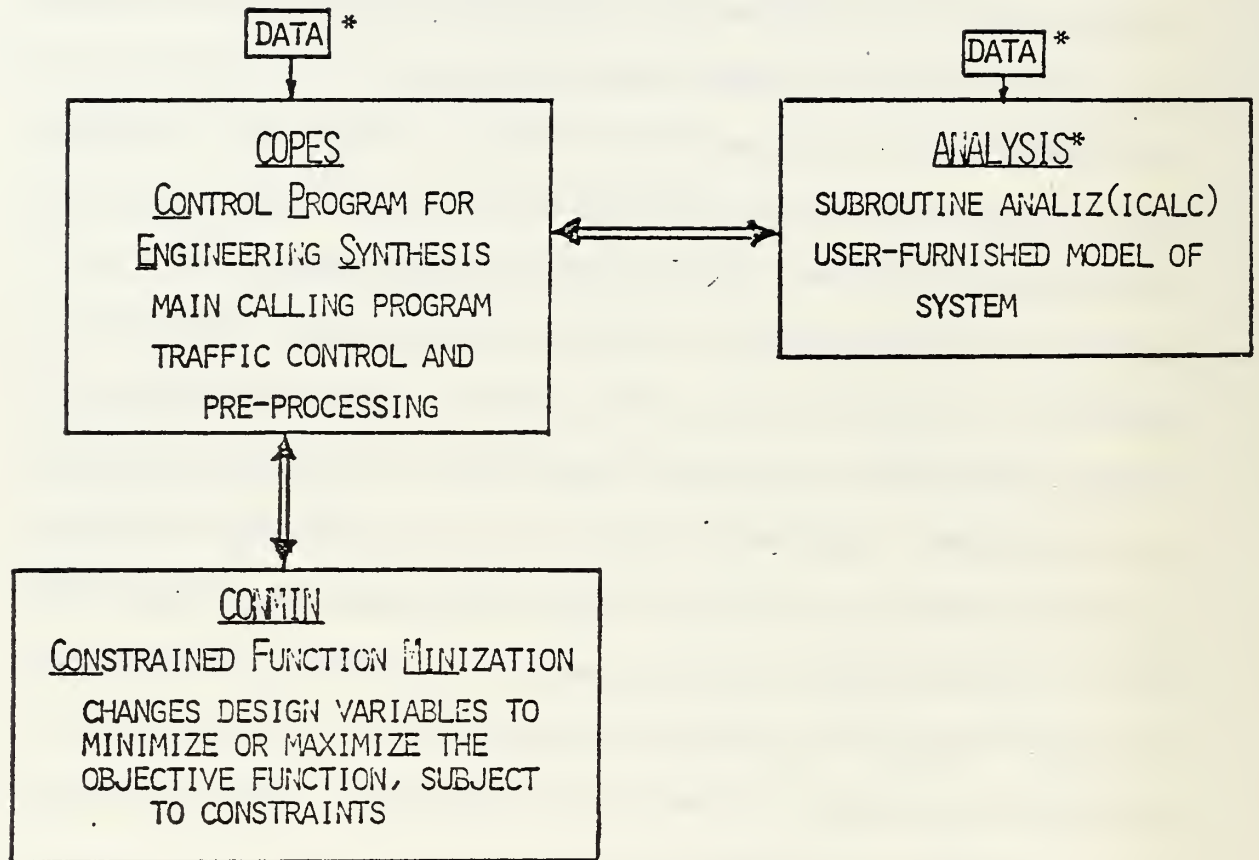 DATA *
COPES
CONTROL PROGRAM FOR
ENGINEERING SYNTHESIS
MAIN CALLING PROGRAM
TRAFFIC CONTROL AND
PRE-PROCESSING
DATA *
ANALYSIS*
SUBROUTINE ANALIZ(ICALC)
USER-FURNISHED MODEL OF
SYSTEM
CONMIN
CONSTRAINED FUNCTION MINIZATION
CHANGES DESIGN VARIABLES TO
MINIMIZE OR MAXIMIZE THE
OBJECTIVE FUNCTION, SUBJECT
TO CONSTRAINTS